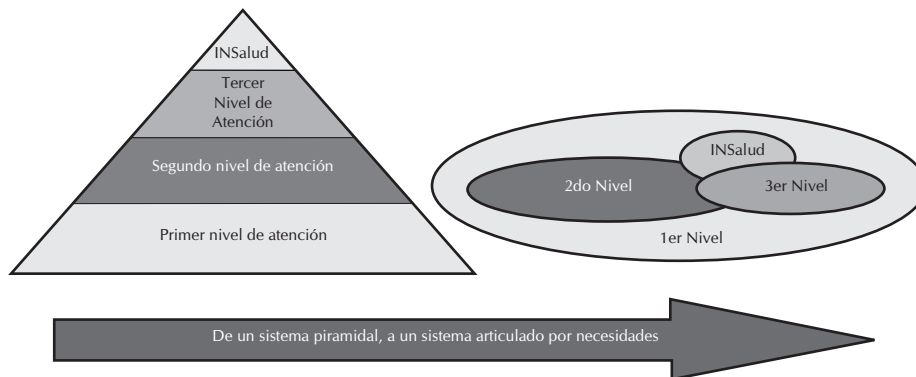 INSalud
Tercer
Nivel de
Atención
Segundo nivel de atención
Primer nivel de atención
INSalud
2do Nivel
3er Nivel
1er Nivel
De un sistema piramidal, a un sistema articulado por necesidades